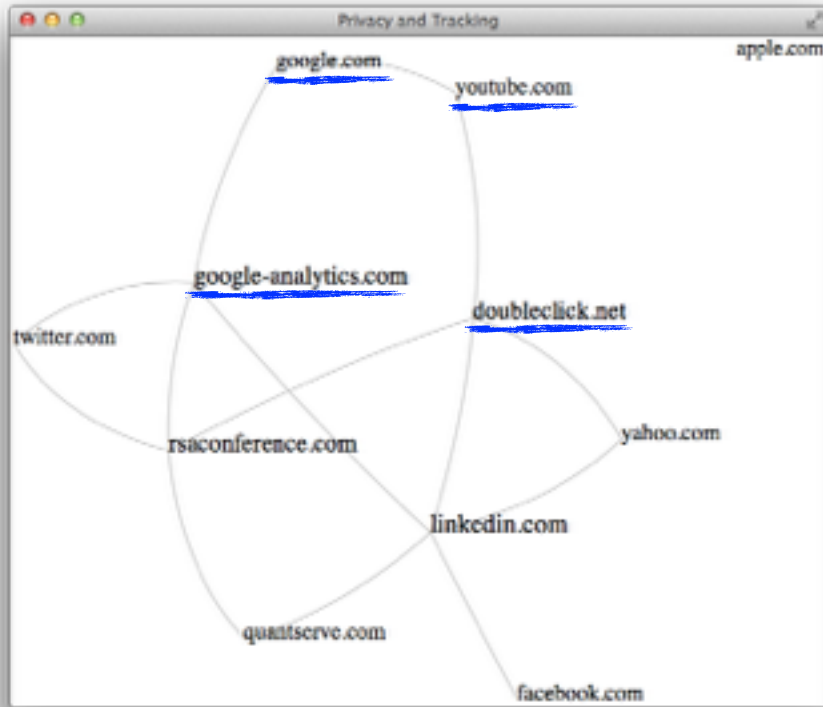 Privacy and Tracking
apple.com
google.com
youtube.com
google-analytics.com
doubleclick.net
twitter.com
yahoo.com
rsaconference.com
linkedin.com
quantserve.com
facebook.com